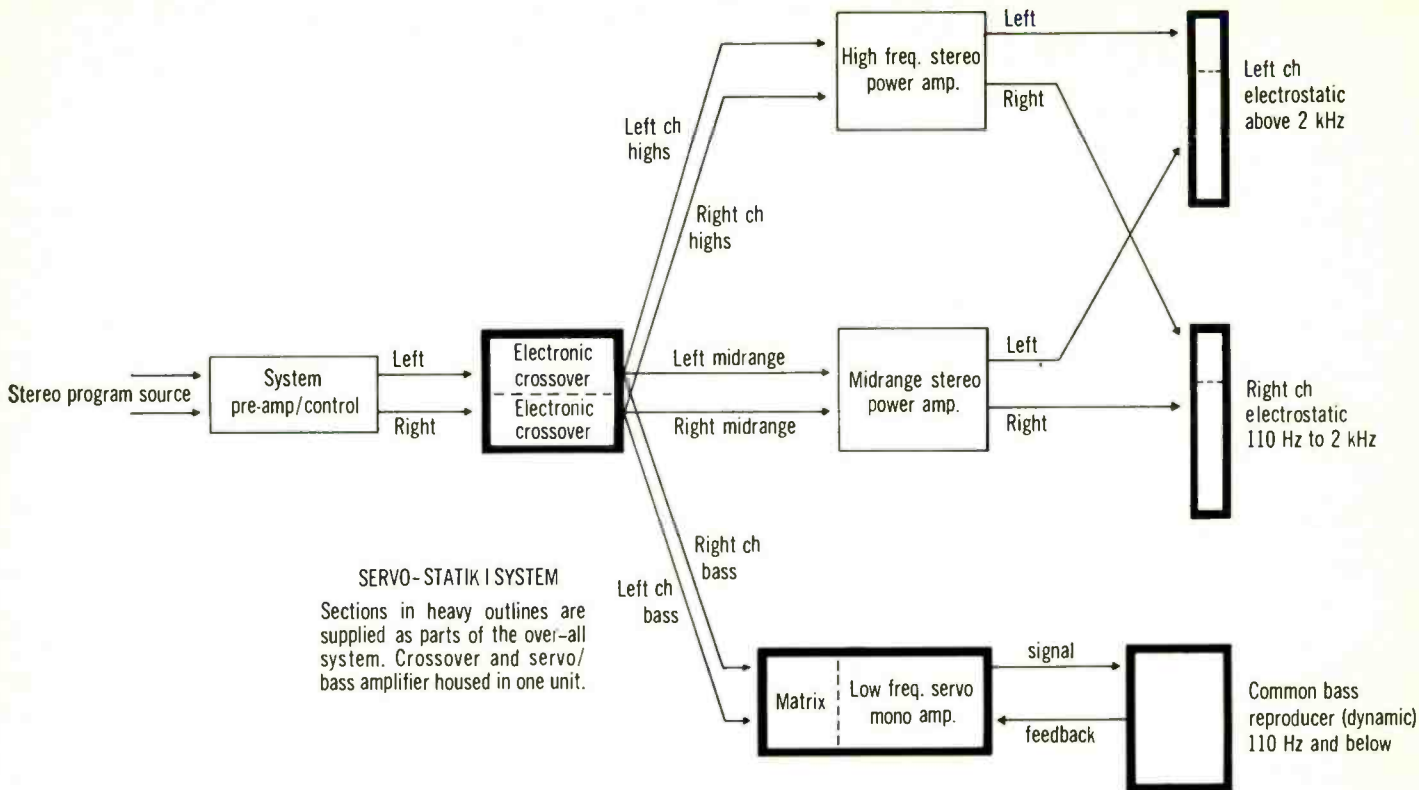 Stereo program source
System
pre-amp/control
Left
Right
Electronic
crossover
Electronic
crossover
Left ch
highs
Right ch
highs
Left midrange
Right midrange
Right ch
bass
Left ch
bass
High freq. stereo
power amp.
Left
Right
Midrange stereo
power amp.
Left
Right
Left ch
electrostatic
above 2 kHz
Right ch
electrostatic
110 Hz to 2 kHz
Matrix
Low freq. servo
mono amp.
signal
feedback
Common bass
reproducer (dynamic)
110 Hz and below
SERVO-STATIK I SYSTEM
Sections in heavy outlines are
supplied as parts of the over-all
system. Crossover and servo/
bass amplifier housed in one unit.